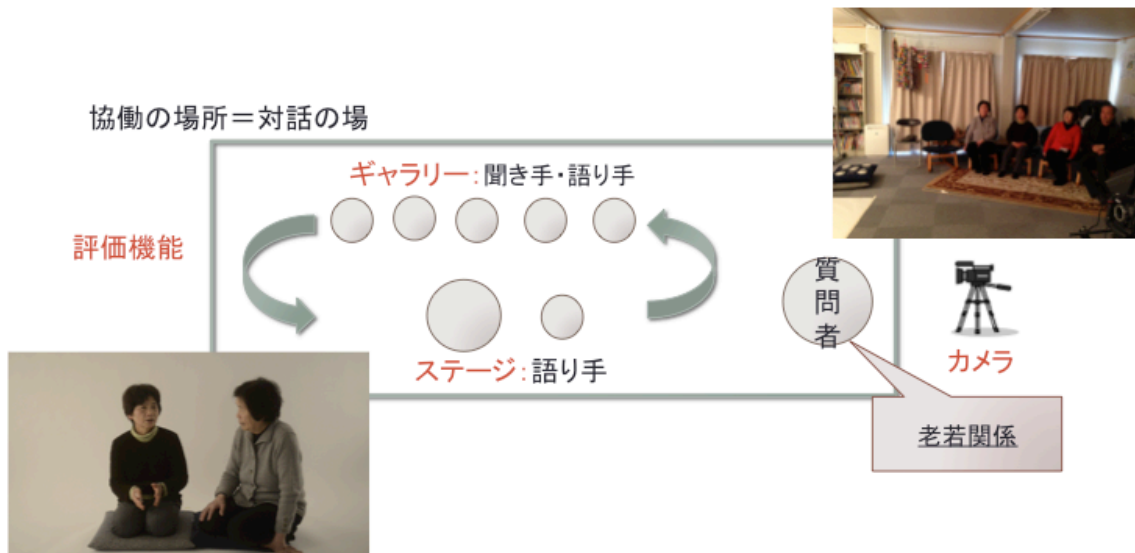 協働の場所＝対話の場
ギャラリー：聞き手・語り手
評価機能
質問者
ステージ：語り手
カメラ
老若関係